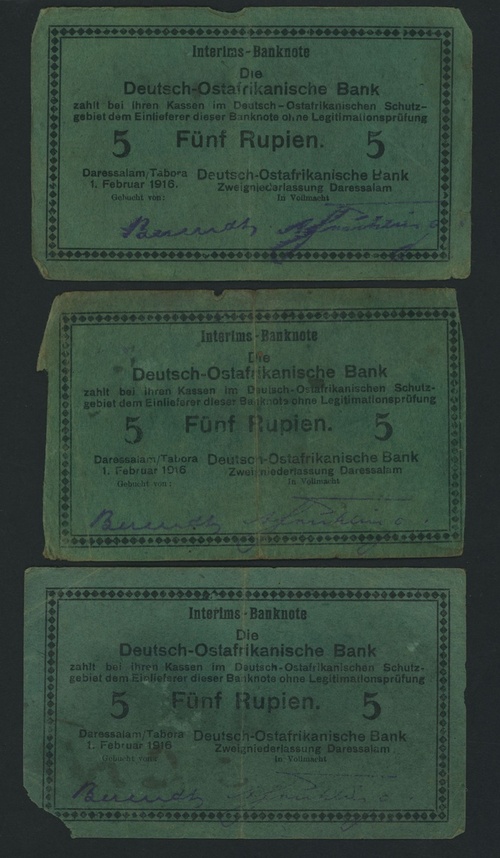 Interims-Banknote
Die
Deutsch-Ostafrikanische Bank
zahlt bei ihren Kassen im Deutsch-Ostafrikanischen Schutz-
gebiet dem Einlieferer dieser Banknote ohne Legitimationsprüfung
5 Fünf Rupien. 5
Daressalam/Tabora Deutsch-Ostafrikanische Bank
1. Februar 1916. Zweigniederlassung Daressalam
Gebucht von: In Vollmacht
Interims-Banknote
Die
Deutsch-Ostafrikanische Bank
zahlt bei ihren Kassen im Deutsch-Ostafrikanischen Schutz-
gebiet dem Einlieferer dieser Banknote ohne Legitimationsprüfung
5 Fünf Rupien. 5
Daressalam/Tabora Deutsch-Ostafrikanische Bank
1. Februar 1916 Zweigniederlassung Daressalam
Gebucht von: In Vollmacht
Interims-Banknote
Die
Deutsch-Ostafrikanische Bank
zahlt bei ihren Kassen im Deutsch-Ostafrikanischen Schutz-
gebiet dem Einlieferer dieser Banknote ohne Legitimationsprüfung
5 Fünf Rupien. 5
Daressalam/Tabora Deutsch-Ostafrikanische Bank
1. Februar 1916 Zweigniederlassung Daressalam
Gebucht von: In Vollmacht